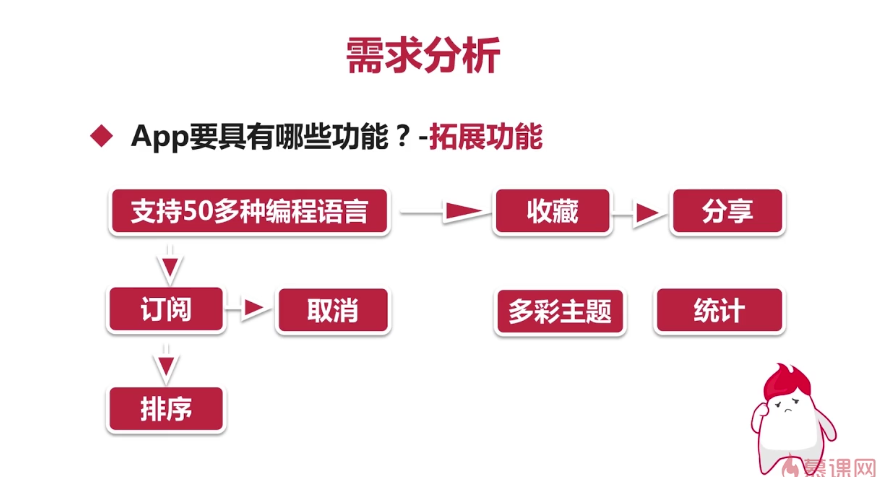 需求分析
App要具有哪些功能？-拓展功能
支持50多种编程语言
收藏
分享
订阅
取消
多彩主题
统计
排序
慕课网